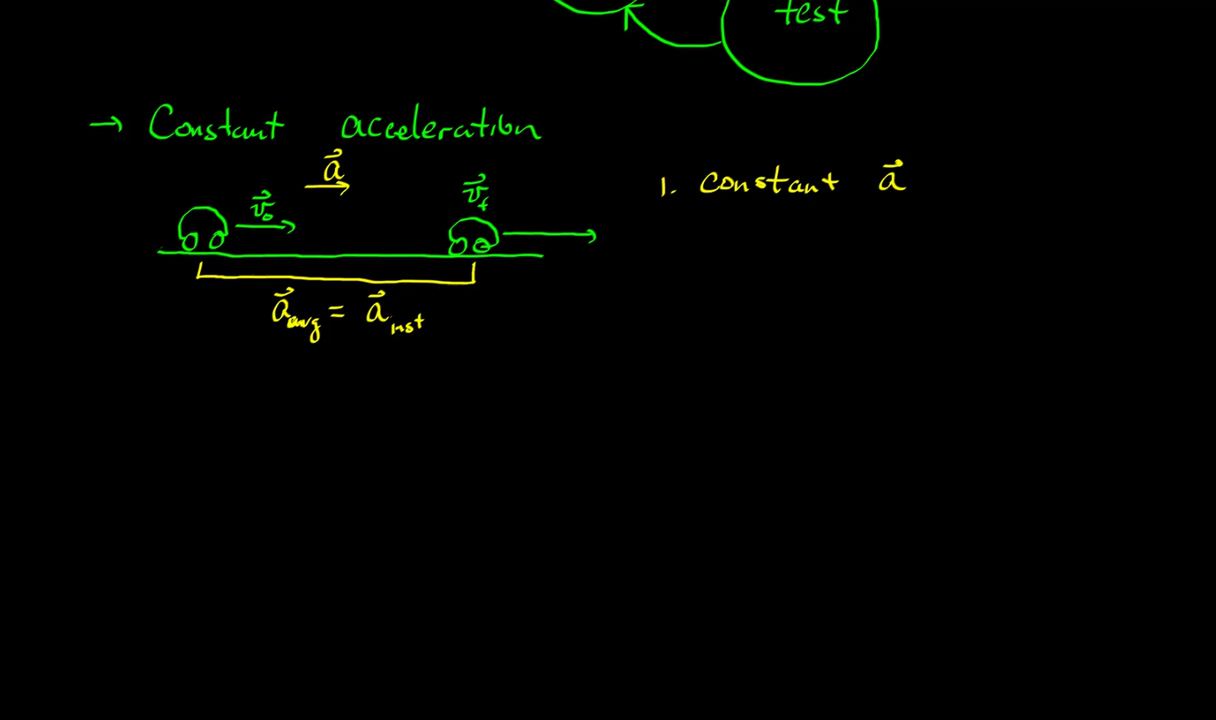 test
→ Constant acceleration
a⃗
v⃗₀
v⃗f
1. constant a⃗
a⃗avg = a⃗inst